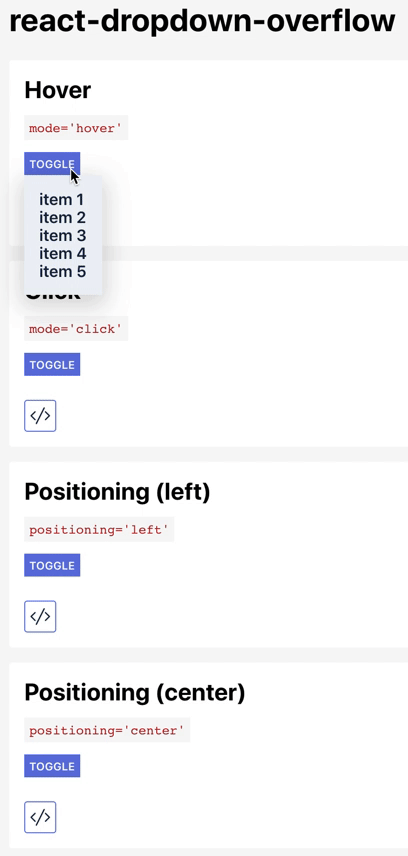 react-dropdown-overflow
Hover
mode='hover'
TOGGLE
item 1
item 2
item 3
item 4
item 5
Click
mode='click'
TOGGLE
</>
Positioning (left)
positioning='left'
TOGGLE
</>
Positioning (center)
positioning='center'
TOGGLE
</>